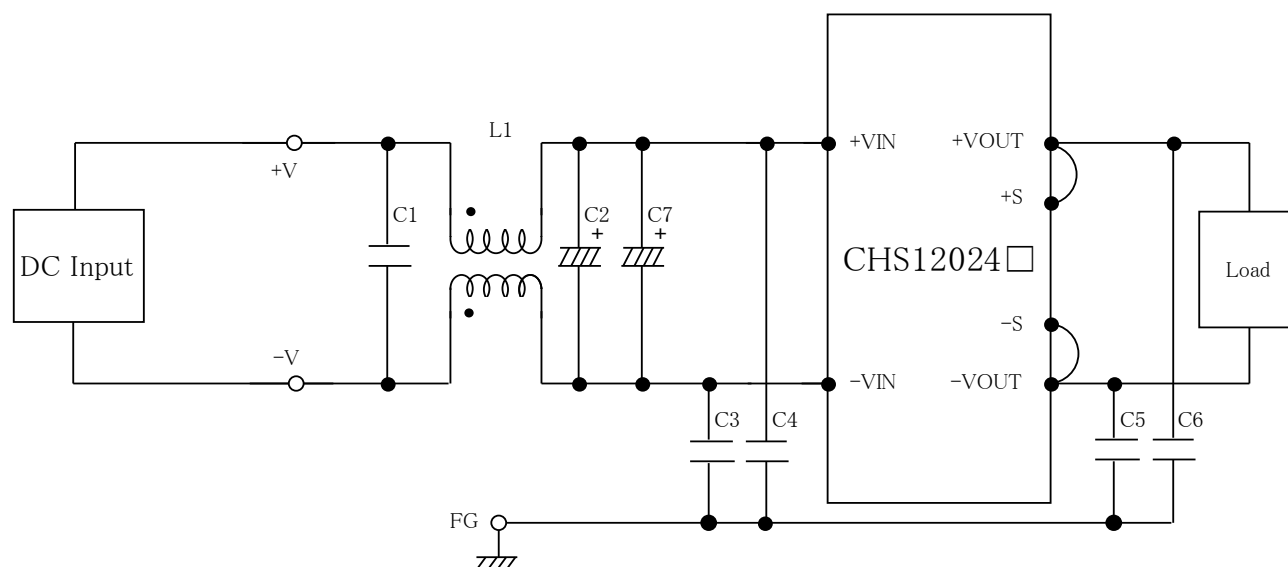 L1
+VIN
+VOUT
+V
+S
C1
C2
+
C7
+
DC Input
CHS12024□
Load
-S
-V
-VIN
-VOUT
C3
C4
C5
C6
FG